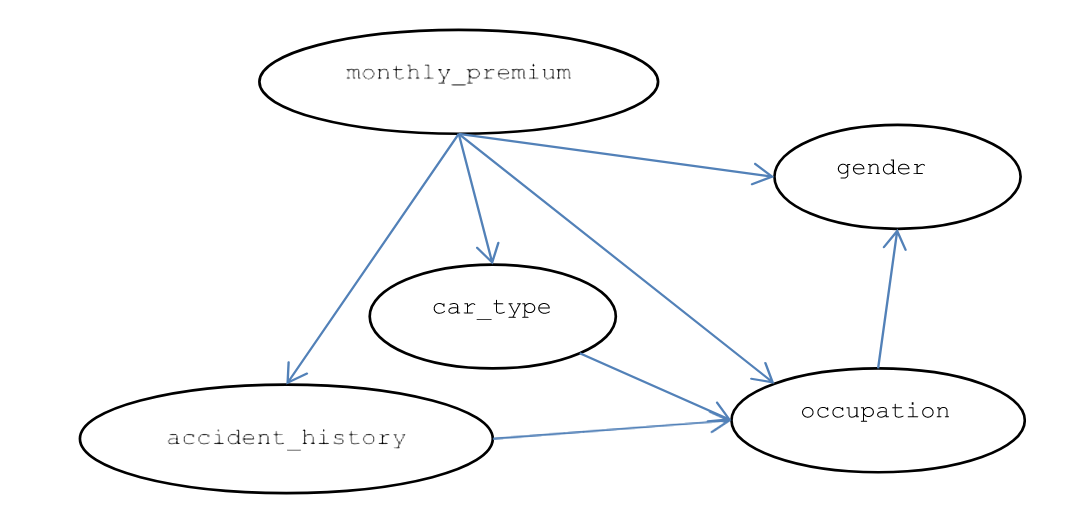 monthly_premium
gender
car_type
occupation
accident_history